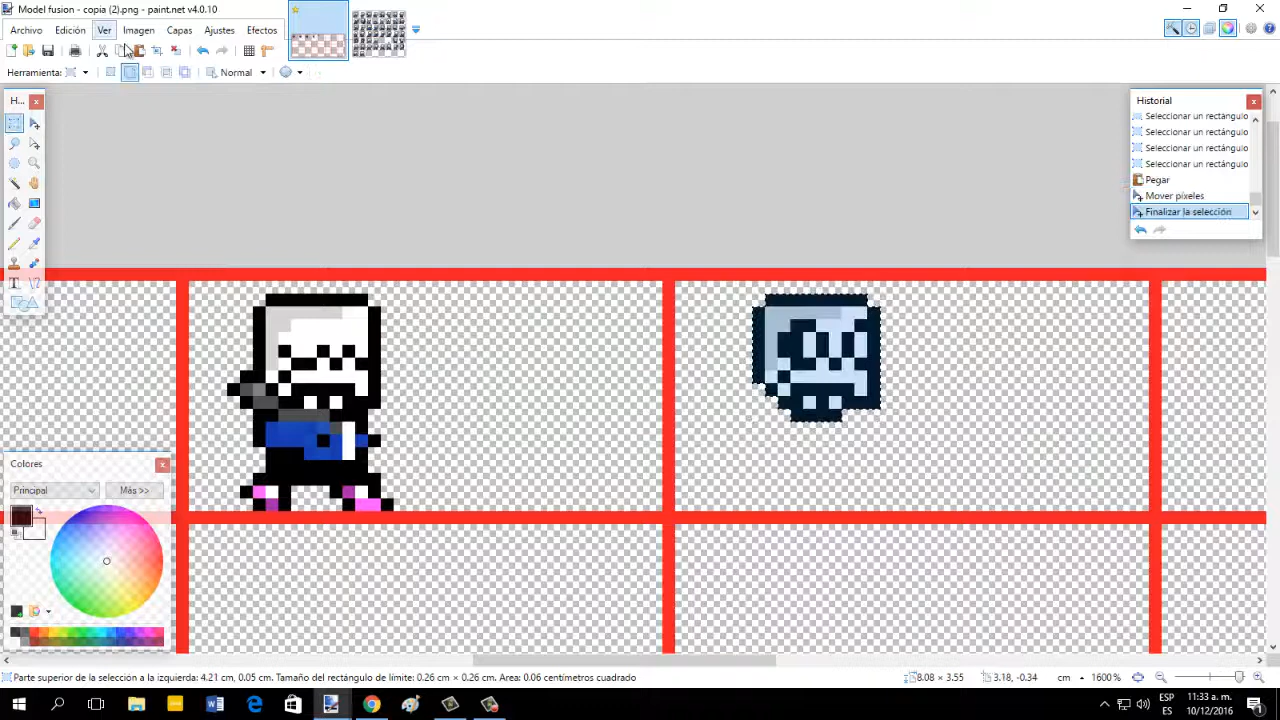 Model fusion - copia (2).png - paint.net v4.0.10
Archivo Edición Ver Imagen Capas Ajustes Efectos
Herramienta: Normal
H...
Historial
Seleccionar un rectángulo
Seleccionar un rectángulo
Seleccionar un rectángulo
Seleccionar un rectángulo
Pegar
Mover píxeles
Finalizar la selección
Colores
Principal Más >>
Parte superior de la selección a la izquierda: 4.21 cm, 0.05 cm. Tamaño del rectángulo de límite: 0.26 cm × 0.26 cm. Area: 0.06 centímetros cuadrado 8.08 × 3.55 3.18, -0.34 cm 1600%
ESP
ES
11:33 a. m.
10/12/2016